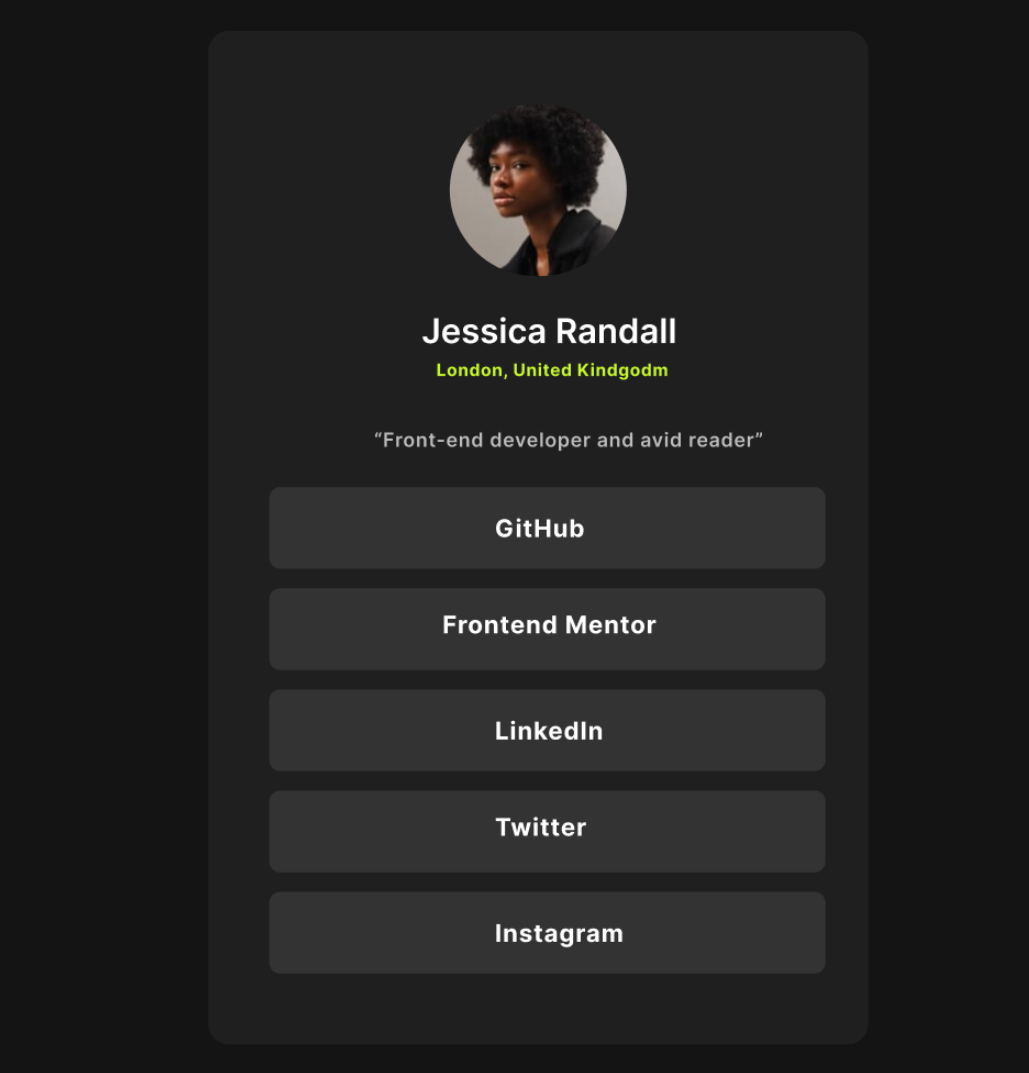 Jessica Randall
London, United Kindgodm
“Front-end developer and avid reader”
GitHub
Frontend Mentor
LinkedIn
Twitter
Instagram